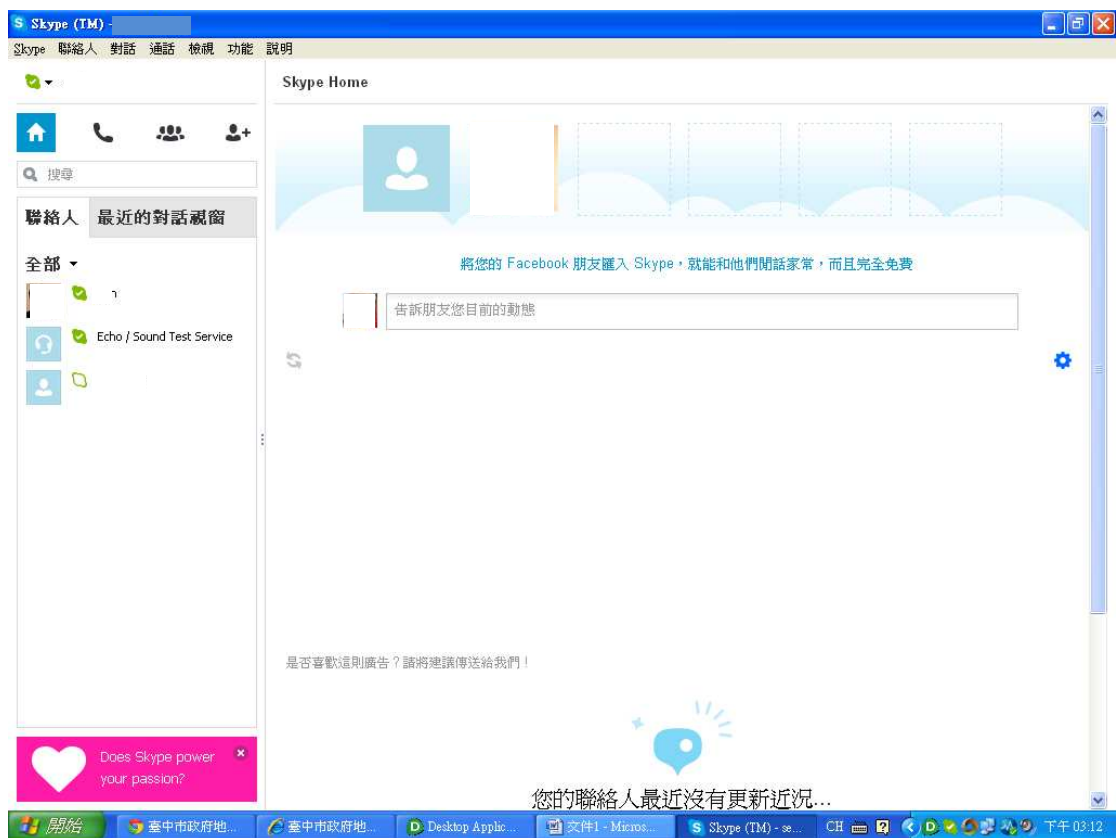 Skype (TM) -
Skype 聯絡人 對話 通話 檢視 功能 說明
Skype Home
搜尋
聯絡人 最近的對話視窗
全部
Echo / Sound Test Service
將您的 Facebook 朋友匯入 Skype，就能和他們閒話家常，而且完全免費
告訴朋友您目前的動態
是否喜歡這則廣告？請將建議傳送給我們！
Does Skype power
your passion?
您的聯絡人最近沒有更新近況...
開始 臺中市政府地... 臺中市政府地... Desktop Applic... 文件1 - Micros... Skype (TM) - se... CH 下午 03:12